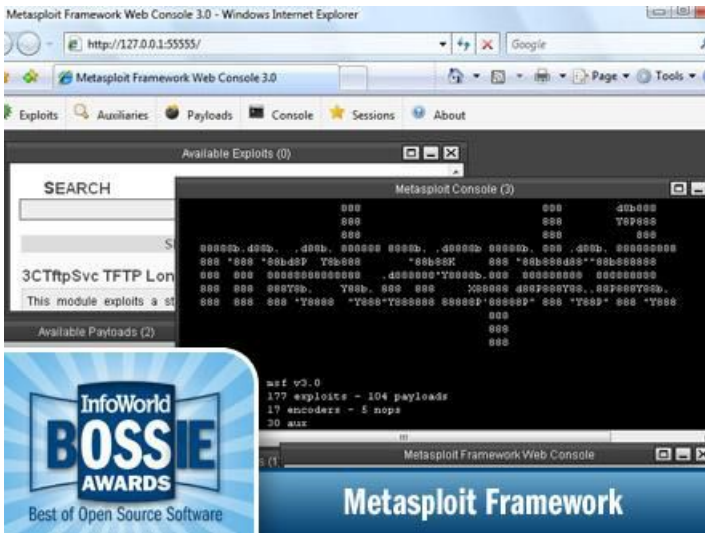 Metasploit Framework Web Console 3.0 - Windows Internet Explorer
http://127.0.0.1:55555/
Google
Metasploit Framework Web Console 3.0
Page
Tools
Exploits
Auxiliaries
Payloads
Console
Sessions
About
Available Exploits (0)
SEARCH
3CTftpSvc TFTP Lon
This module exploits a st
Available Payloads (2)
Metasploit Console (3)
msf v3.0
177 exploits - 104 payloads
17 encoders - 5 nops
30 aux
Metasploit Framework Web Console
InfoWorld
BOSSIE
AWARDS
Best of Open Source Software
Metasploit Framework